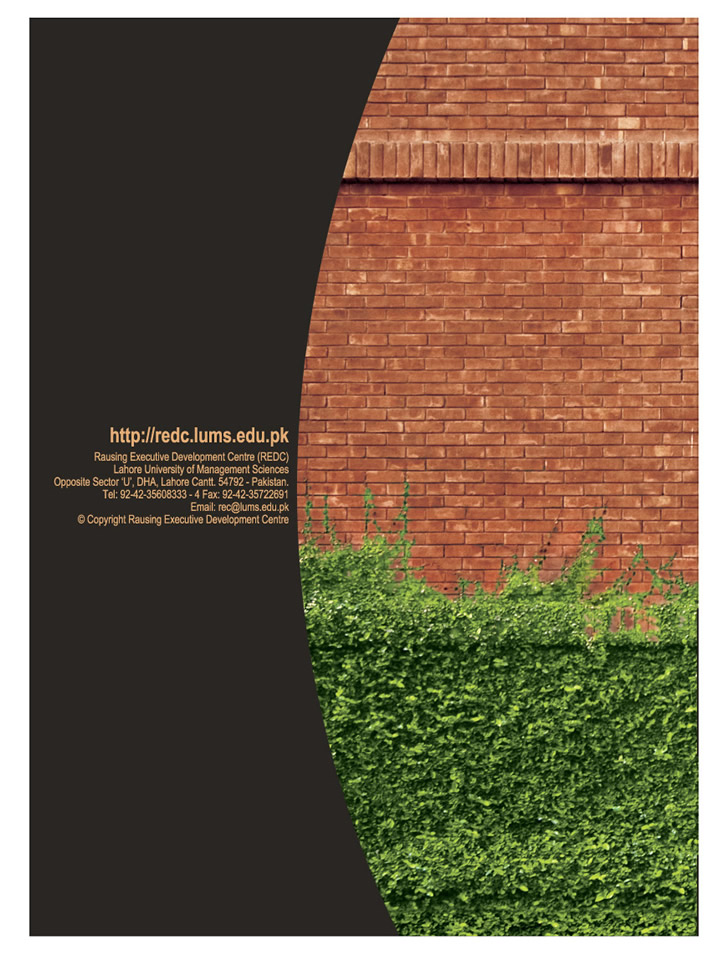 http://redc.lums.edu.pk
Rausing Executive Development Centre (REDC)
Lahore University of Management Sciences
Opposite Sector ‘U’, DHA, Lahore Cantt. 54792 - Pakistan.
Tel: 92-42-35608333 - 4 Fax: 92-42-35722691
Email: rec@lums.edu.pk
© Copyright Rausing Executive Development Centre